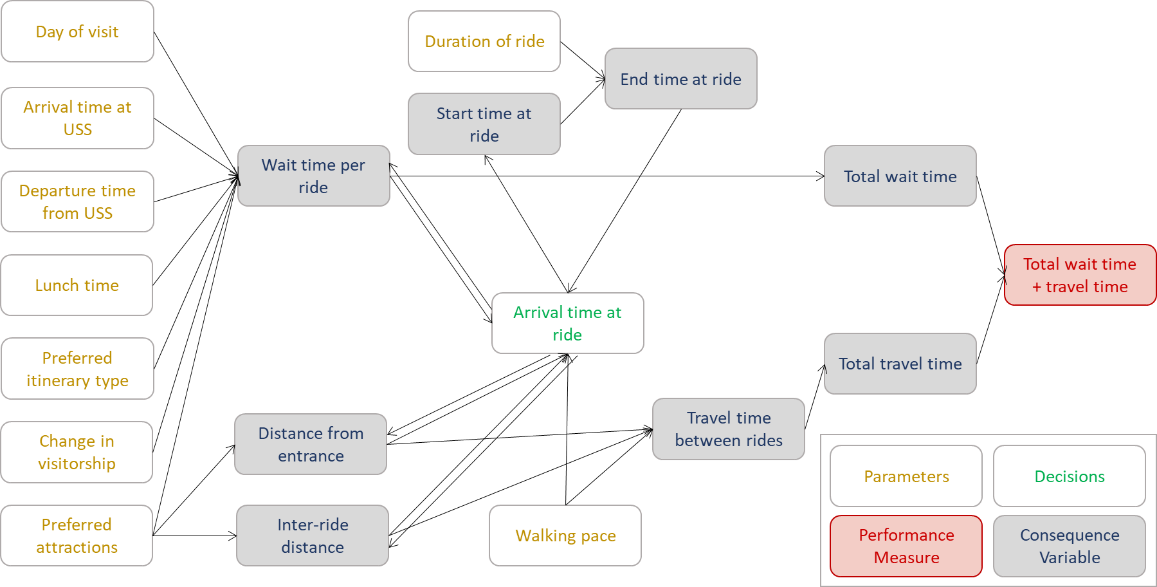 Day of visit
Arrival time at
USS
Departure time
from USS
Lunch time
Preferred
itinerary type
Change in
visitorship
Preferred
attractions
Wait time per
ride
Distance from
entrance
Inter-ride
distance
Duration of ride
Start time at
ride
End time at ride
Arrival time at
ride
Walking pace
Travel time
between rides
Total wait time
Total travel time
Total wait time
+ travel time
Parameters
Decisions
Performance
Measure
Consequence
Variable